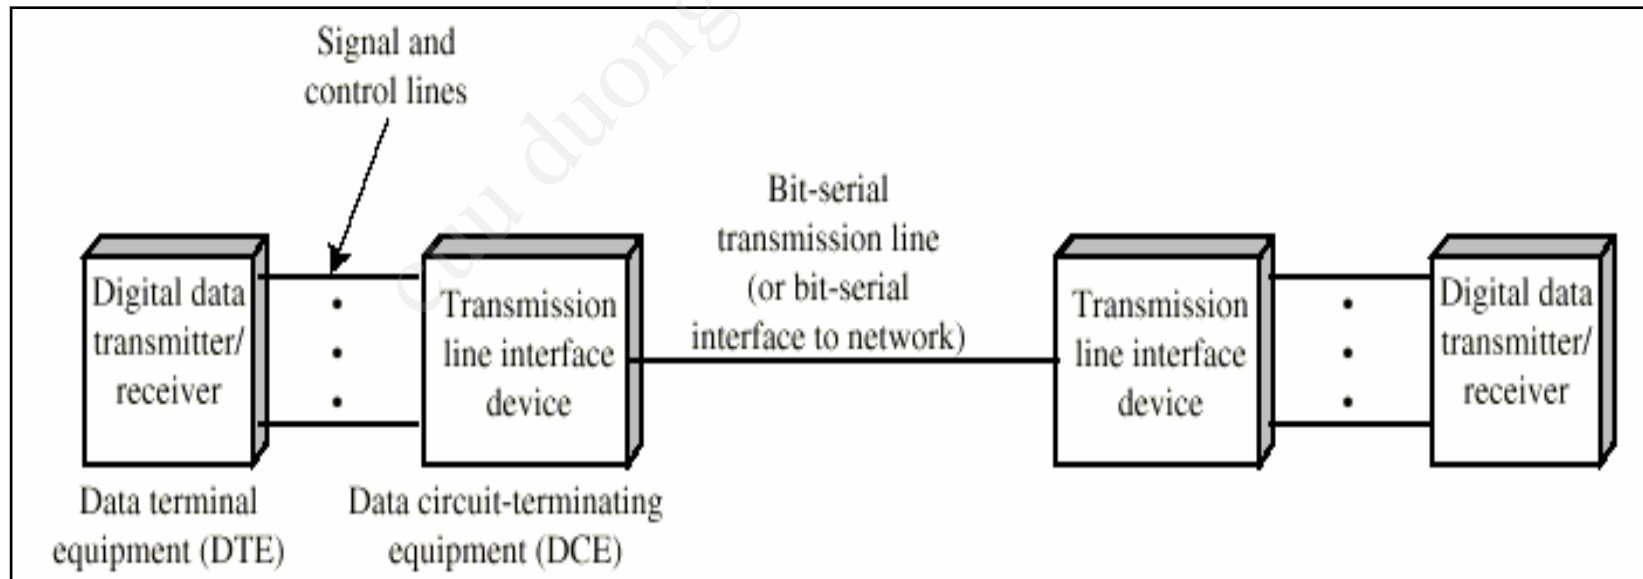 Signal and
control lines
Bit-serial
transmission line
(or bit-serial
interface to network)
Digital data
transmitter/
receiver
Transmission
line interface
device
Transmission
line interface
device
Digital data
transmitter/
receiver
Data terminal
equipment (DTE)
Data circuit-terminating
equipment (DCE)
cuu duong